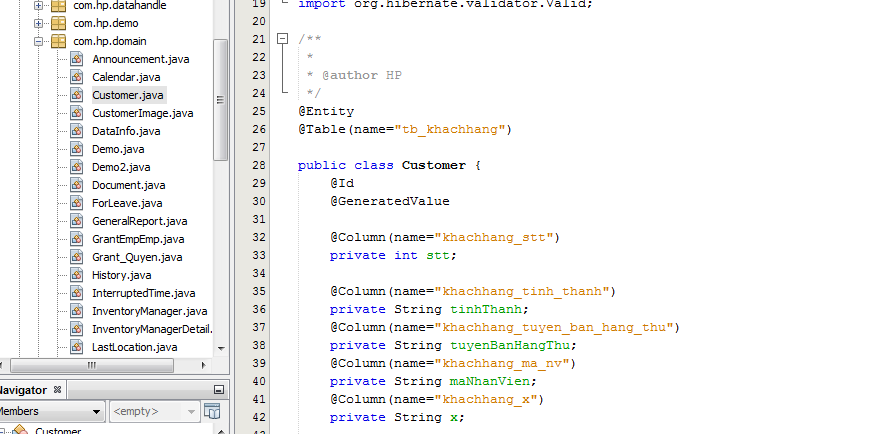 com.hp.datahandle
com.hp.demo
com.hp.domain
Announcement.java
Calendar.java
Customer.java
CustomerImage.java
DataInfo.java
Demo.java
Demo2.java
Document.java
ForLeave.java
GeneralReport.java
GrantEmpEmp.java
Grant_Quyen.java
History.java
InterruptedTime.java
InventoryManager.java
InventoryManagerDetail.
LastLocation.java
Navigator
Members
<empty>
Customer
19 import org.hibernate.validator.Valid;
20
21 /**
22 *
23 * @author HP
24 */
25 @Entity
26 @Table(name="tb_khachhang")
27
28 public class Customer {
29 @Id
30 @GeneratedValue
31
32 @Column(name="khachhang_stt")
33 private int stt;
34
35 @Column(name="khachhang_tinh_thanh")
36 private String tinhThanh;
37 @Column(name="khachhang_tuyen_ban_hang_thu")
38 private String tuyenBanHangThu;
39 @Column(name="khachhang_ma_nv")
40 private String maNhanVien;
41 @Column(name="khachhang_x")
42 private String x;